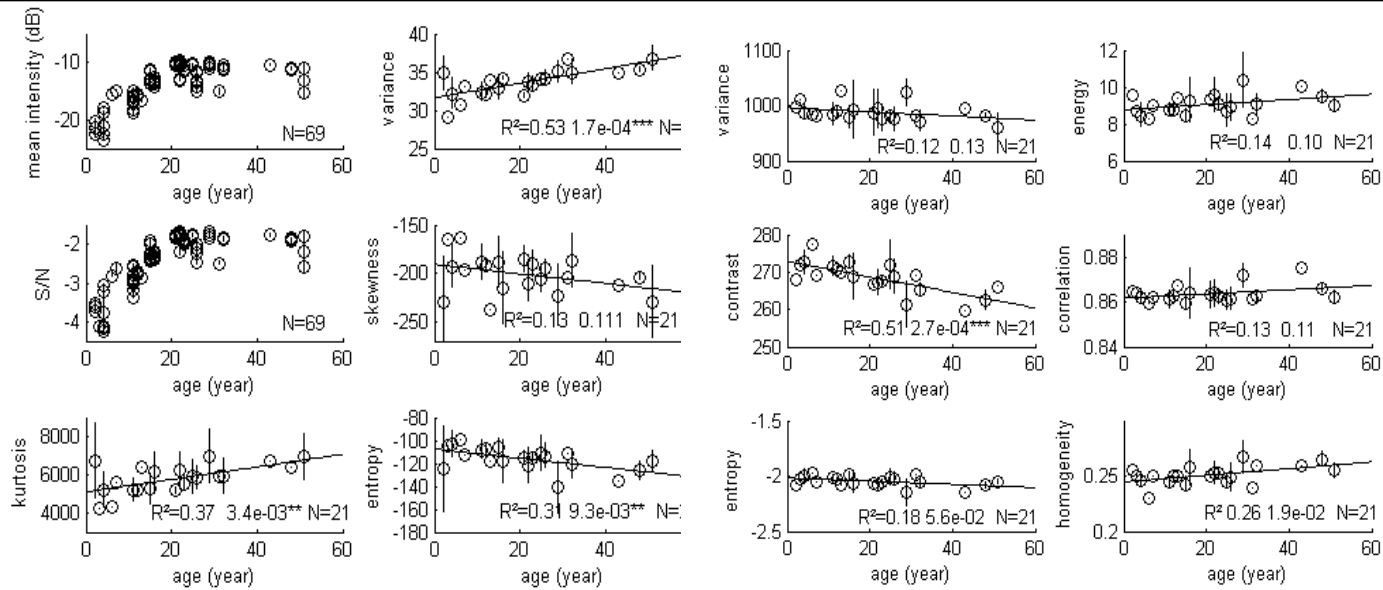 mean intensity (dB)
-10
-20
0 20 40 60
N=69
age (year)
variance
40
35
30
25
0 20 40
R²=0.53 1.7e-04*** N=
age (year)
variance
1100
1000
900
0 20 40 60
R²=0.12 0.13 N=21
age (year)
energy
12
10
8
6
0 20 40 60
R²=0.14 0.10 N=21
age (year)
S/N
-2
-3
-4
0 20 40 60
N=69
age (year)
skewness
-150
-200
-250
0 20 40
R²=0.13 0.111 N=21
age (year)
contrast
280
270
260
250
0 20 40 60
R²=0.51 2.7e-04*** N=21
age (year)
correlation
0.88
0.86
0.84
0 20 40 60
R²=0.13 0.11 N=21
age (year)
kurtosis
8000
6000
4000
0 20 40 60
R²=0.37 3.4e-03** N=21
age (year)
entropy
-80
-100
-120
-140
-160
-180
0 20 40
R²=0.31 9.3e-03** N=
age (year)
entropy
-1.5
-2
-2.5
0 20 40 60
R²=0.18 5.6e-02 N=21
age (year)
homogeneity
0.25
0.2
0 20 40 60
R² 0.26 1.9e-02 N=21
age (year)